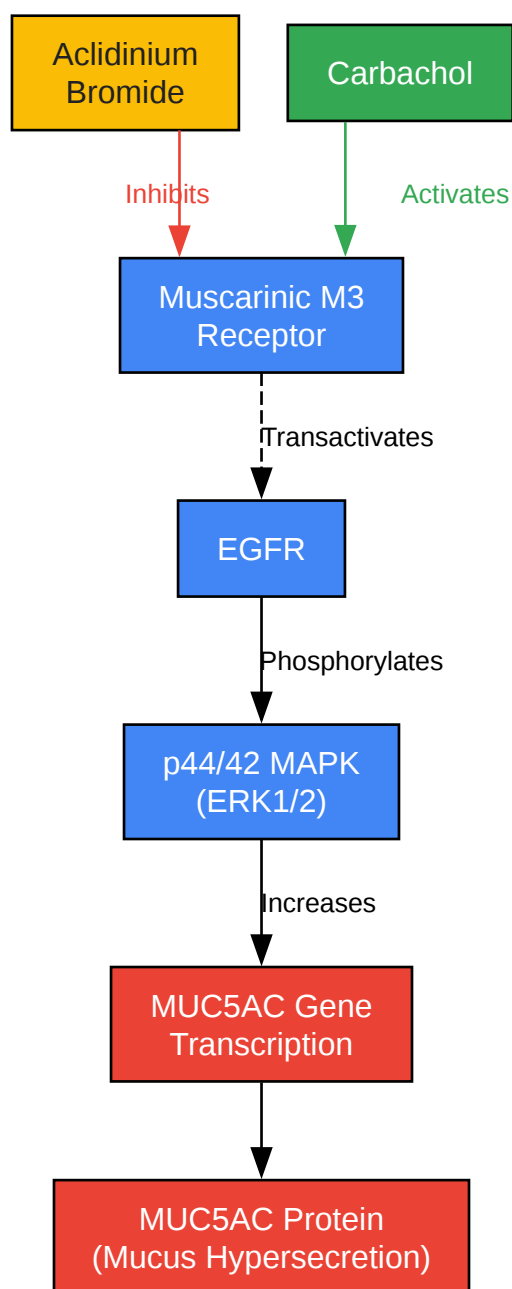 Aclidinium
Bromide
Carbachol
Inhibits
Activates
Muscarinic M3
Receptor
Transactivates
EGFR
Phosphorylates
p44/42 MAPK
(ERK1/2)
Increases
MUC5AC Gene
Transcription
MUC5AC Protein
(Mucus Hypersecretion)